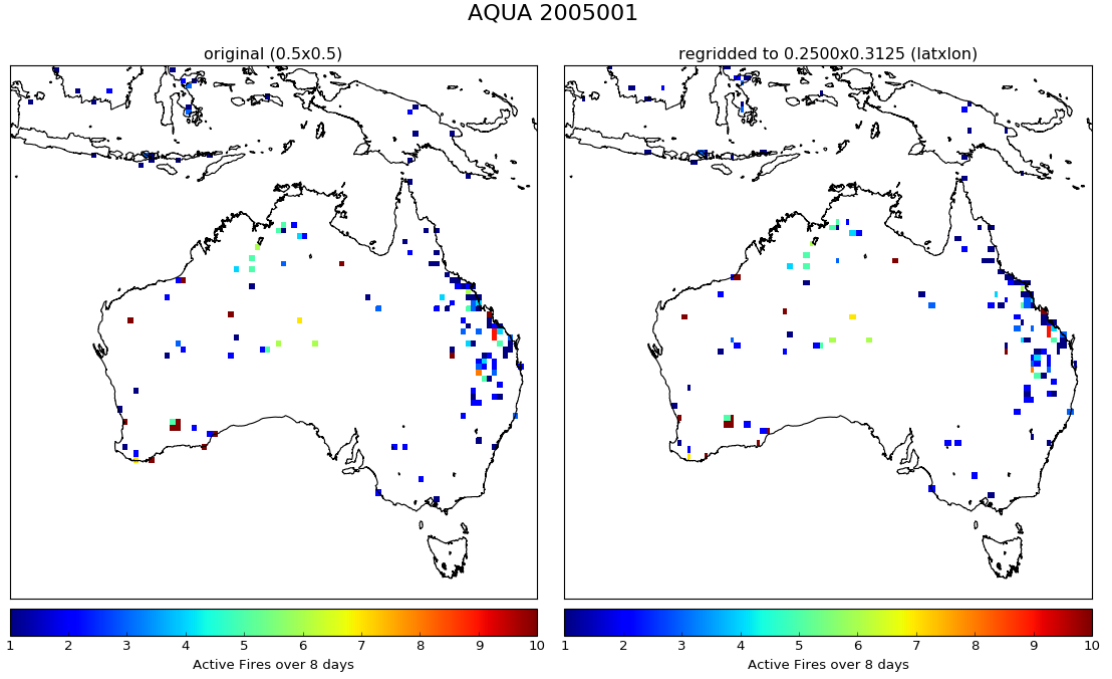 AQUA 2005001
original (0.5x0.5)
regridded to 0.2500x0.3125 (latxlon)
1 2 3 4 5 6 7 8 9 10
Active Fires over 8 days
1 2 3 4 5 6 7 8 9 10
Active Fires over 8 days